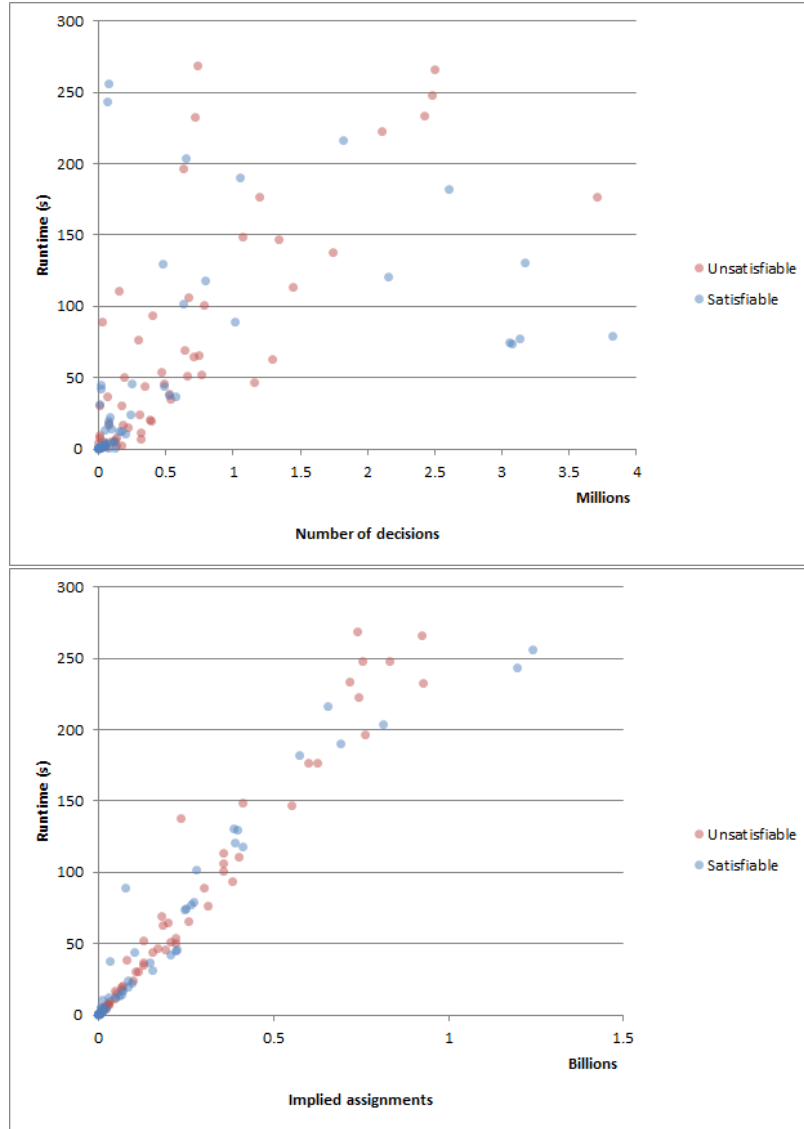 300
250
200
150
100
50
0
Runtime (s)
0 0.5 1 1.5 2 2.5 3 3.5 4
Millions
Number of decisions
Unsatisfiable
Satisfiable
300
250
200
150
100
50
0
Runtime (s)
0 0.5 1 1.5
Billions
Implied assignments
Unsatisfiable
Satisfiable